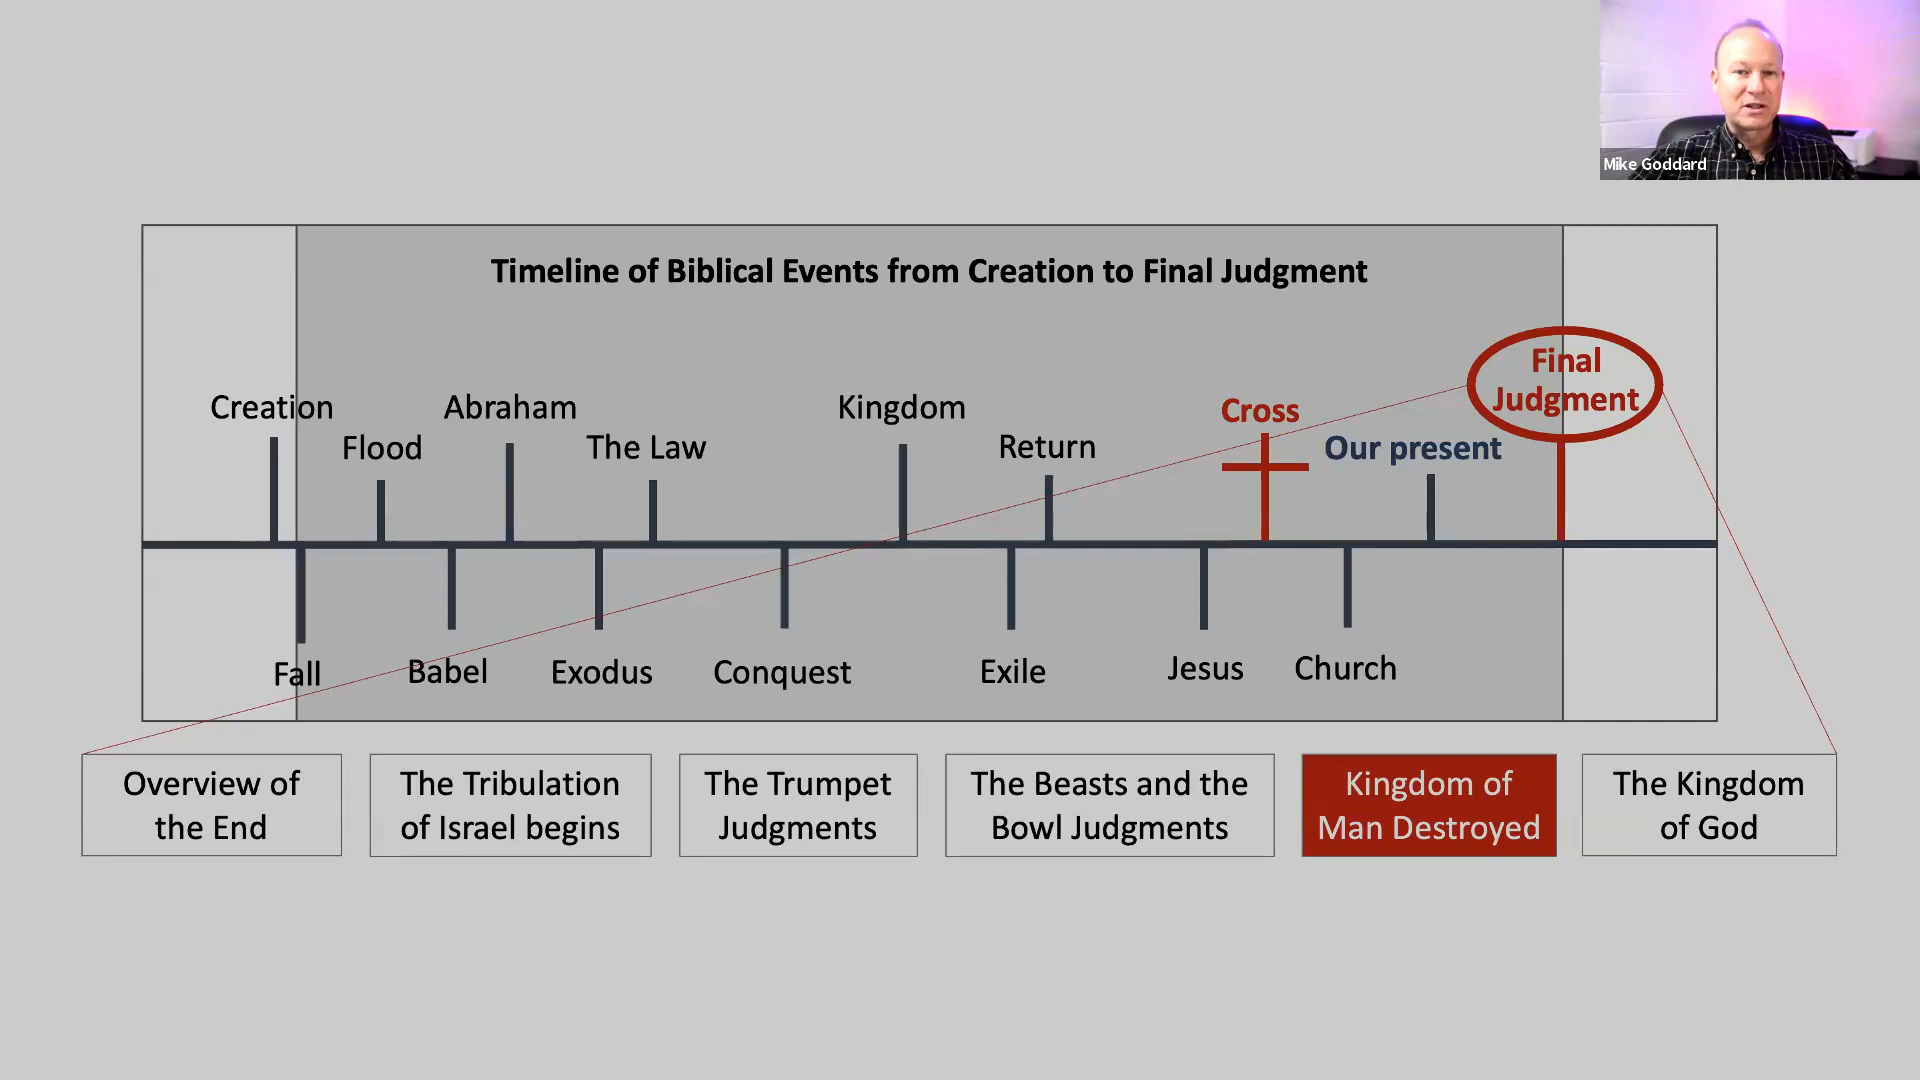 Mike Goddard
Timeline of Biblical Events from Creation to Final Judgment
Final
Judgment
Creation
Abraham
Kingdom
Cross
Flood
The Law
Return
Our present
Fall
Babel
Exodus
Conquest
Exile
Jesus
Church
Overview of
the End
The Tribulation
of Israel begins
The Trumpet
Judgments
The Beasts and the
Bowl Judgments
Kingdom of
Man Destroyed
The Kingdom
of God